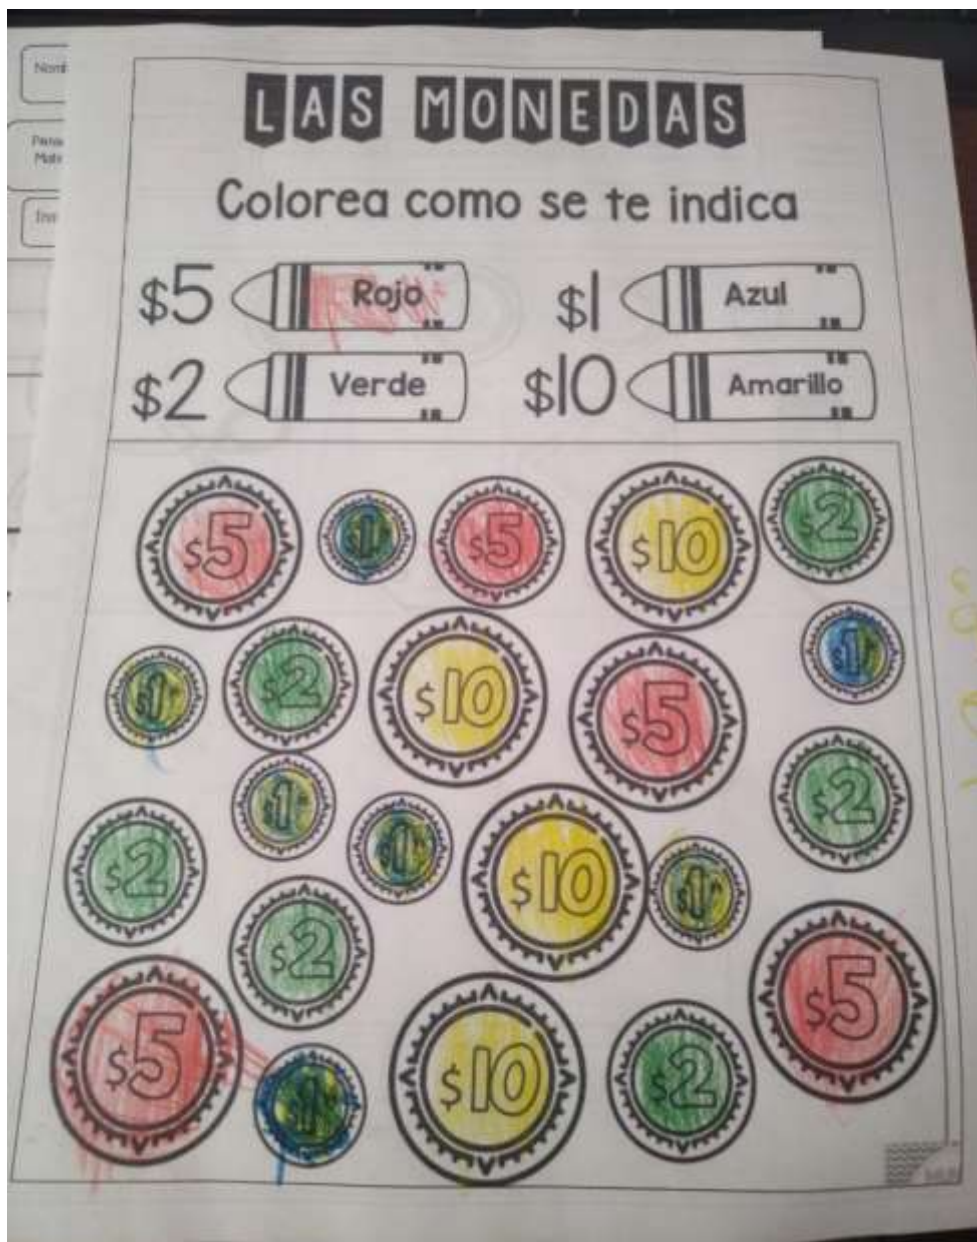 LAS MONEDAS
Colorea como se te indica
$5 Rojo $1 Azul
$2 Verde $10 Amarillo
$5 $1 $5 $10 $2
$1 $2 $10 $5 $1
$1 $1 $10 $1 $2
$2 $2 $5
$5 $1 $10 $2